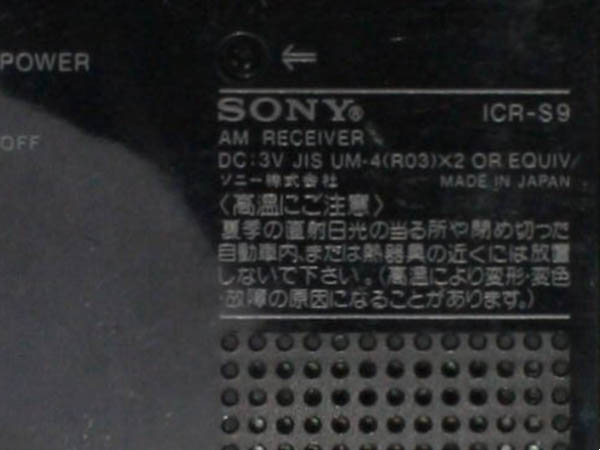 POWER
⇐
OFF
SONY® ICR-S9
AM RECEIVER
DC:3V JIS UM-4(R03)×2 OR EQUIV/
ソニー株式会社 MADE IN JAPAN
〈高温にご注意〉
夏季の直射日光の当る所や閉め切った
自動車内、または熱器具の近くには放置
しないで下さい。(高温により変形・変色
・故障の原因になることがあります。)